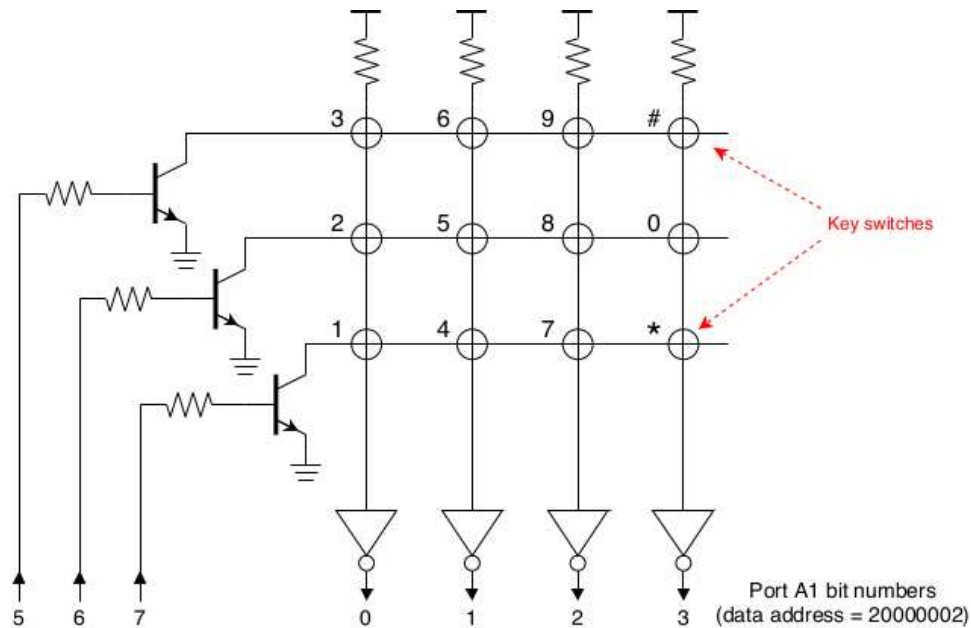 3 6 9 #
2 5 8 0
Key switches
1 4 7 *
5 6 7 0 1 2 3
Port A1 bit numbers
(data address = 20000002)